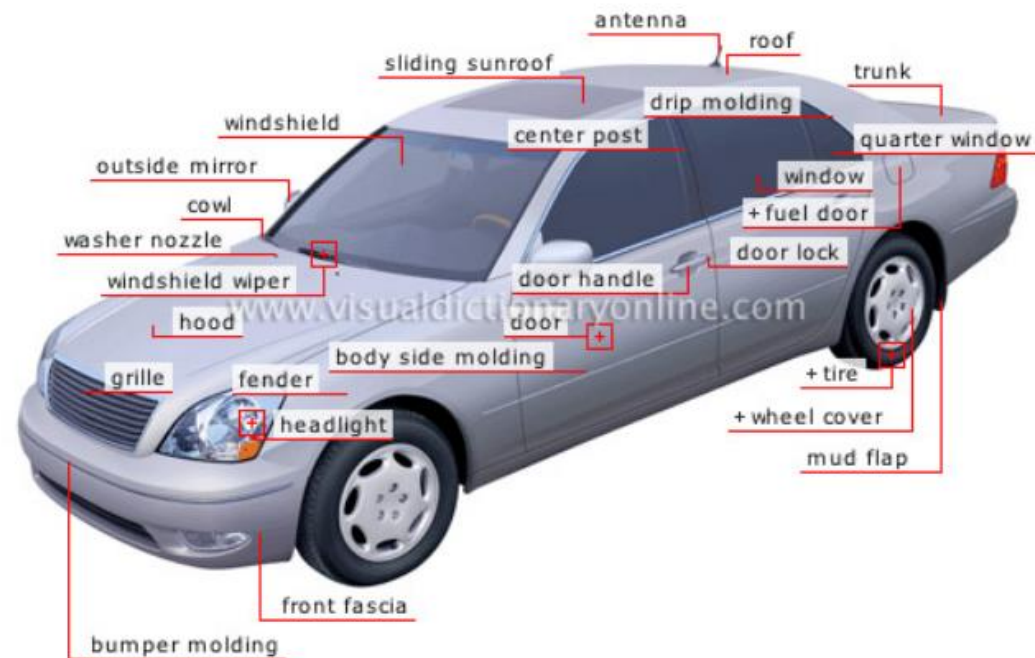 antenna
roof
sliding sunroof
trunk
drip molding
windshield
center post
quarter window
outside mirror
window
cowl
+ fuel door
washer nozzle
door lock
windshield wiper
door handle
www.visualdictionaryonline.com
hood
door
body side molding
grille
fender
+ tire
headlight
+ wheel cover
mud flap
front fascia
bumper molding